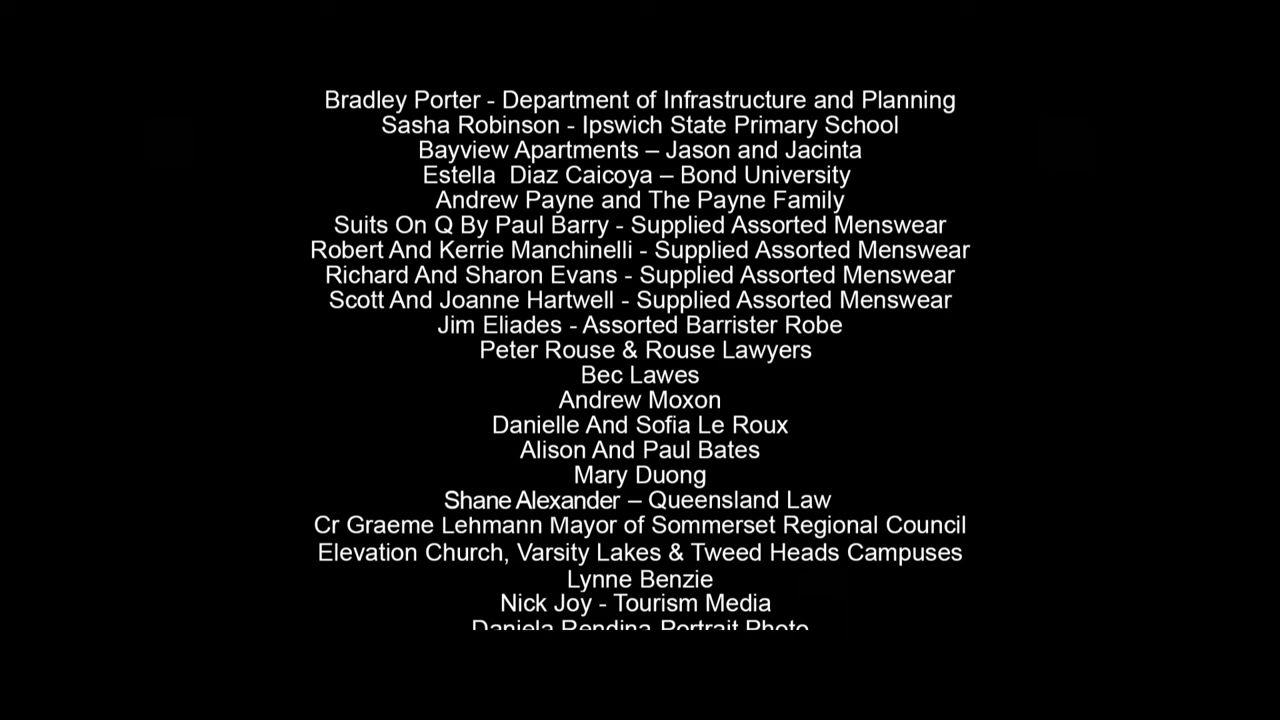 Bradley Porter - Department of Infrastructure and Planning
Sasha Robinson - Ipswich State Primary School
Bayview Apartments – Jason and Jacinta
Estella  Diaz Caicoya – Bond University
Andrew Payne and The Payne Family
Suits On Q By Paul Barry - Supplied Assorted Menswear
Robert And Kerrie Manchinelli - Supplied Assorted Menswear
Richard And Sharon Evans - Supplied Assorted Menswear
Scott And Joanne Hartwell - Supplied Assorted Menswear
Jim Eliades - Assorted Barrister Robe
Peter Rouse & Rouse Lawyers
Bec Lawes
Andrew Moxon
Danielle And Sofia Le Roux
Alison And Paul Bates
Mary Duong
Shane Alexander – Queensland Law
Cr Graeme Lehmann Mayor of Sommerset Regional Council
Elevation Church, Varsity Lakes & Tweed Heads Campuses
Lynne Benzie
Nick Joy - Tourism Media
Daniela Rendina Portrait Photo